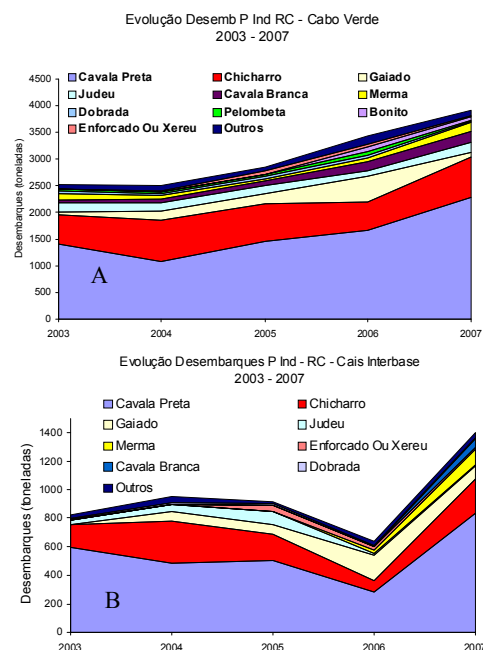 Evolução Desemb P Ind RC - Cabo Verde
2003 - 2007
4500
4000
3500
3000
2500
2000
1500
1000
500
0
Desembarques (toneladas)
Cavala Preta Chicharro Gaiado
Judeu Cavala Branca Merma
Dobrada Pelombeta Bonito
Enforcado Ou Xereu Outros
A
2003 2004 2005 2006 2007
Evolução Desembarques P Ind - RC - Cais Interbase
2003 - 2007
Cavala Preta Chicharro
Gaiado Judeu
Merma Enforcado Ou Xereu
Cavala Branca Dobrada
Outros
1400
1200
1000
800
600
400
200
0
Desembarques (toneladas)
B
2003 2004 2005 2006 2007